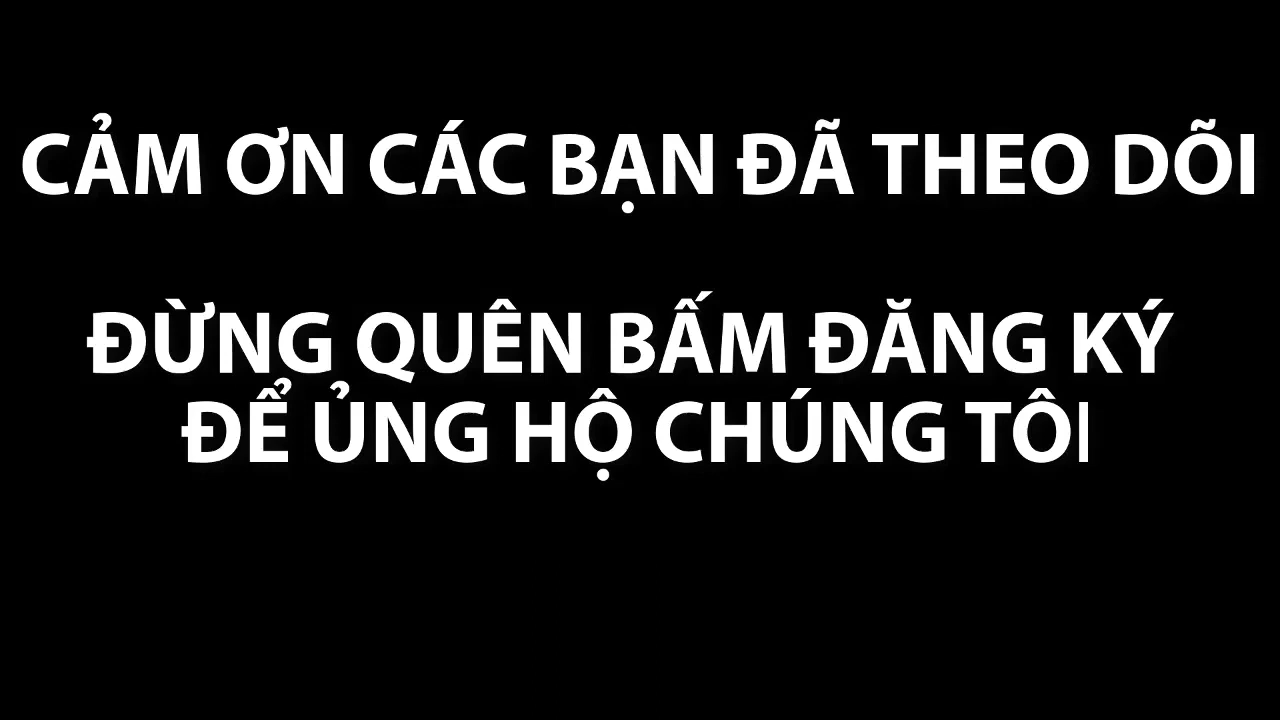 CẢM ƠN CÁC BẠN ĐÃ THEO DÕI
ĐỪNG QUÊN BẤM ĐĂNG KÝ
ĐỂ ỦNG HỘ CHÚNG TÔI